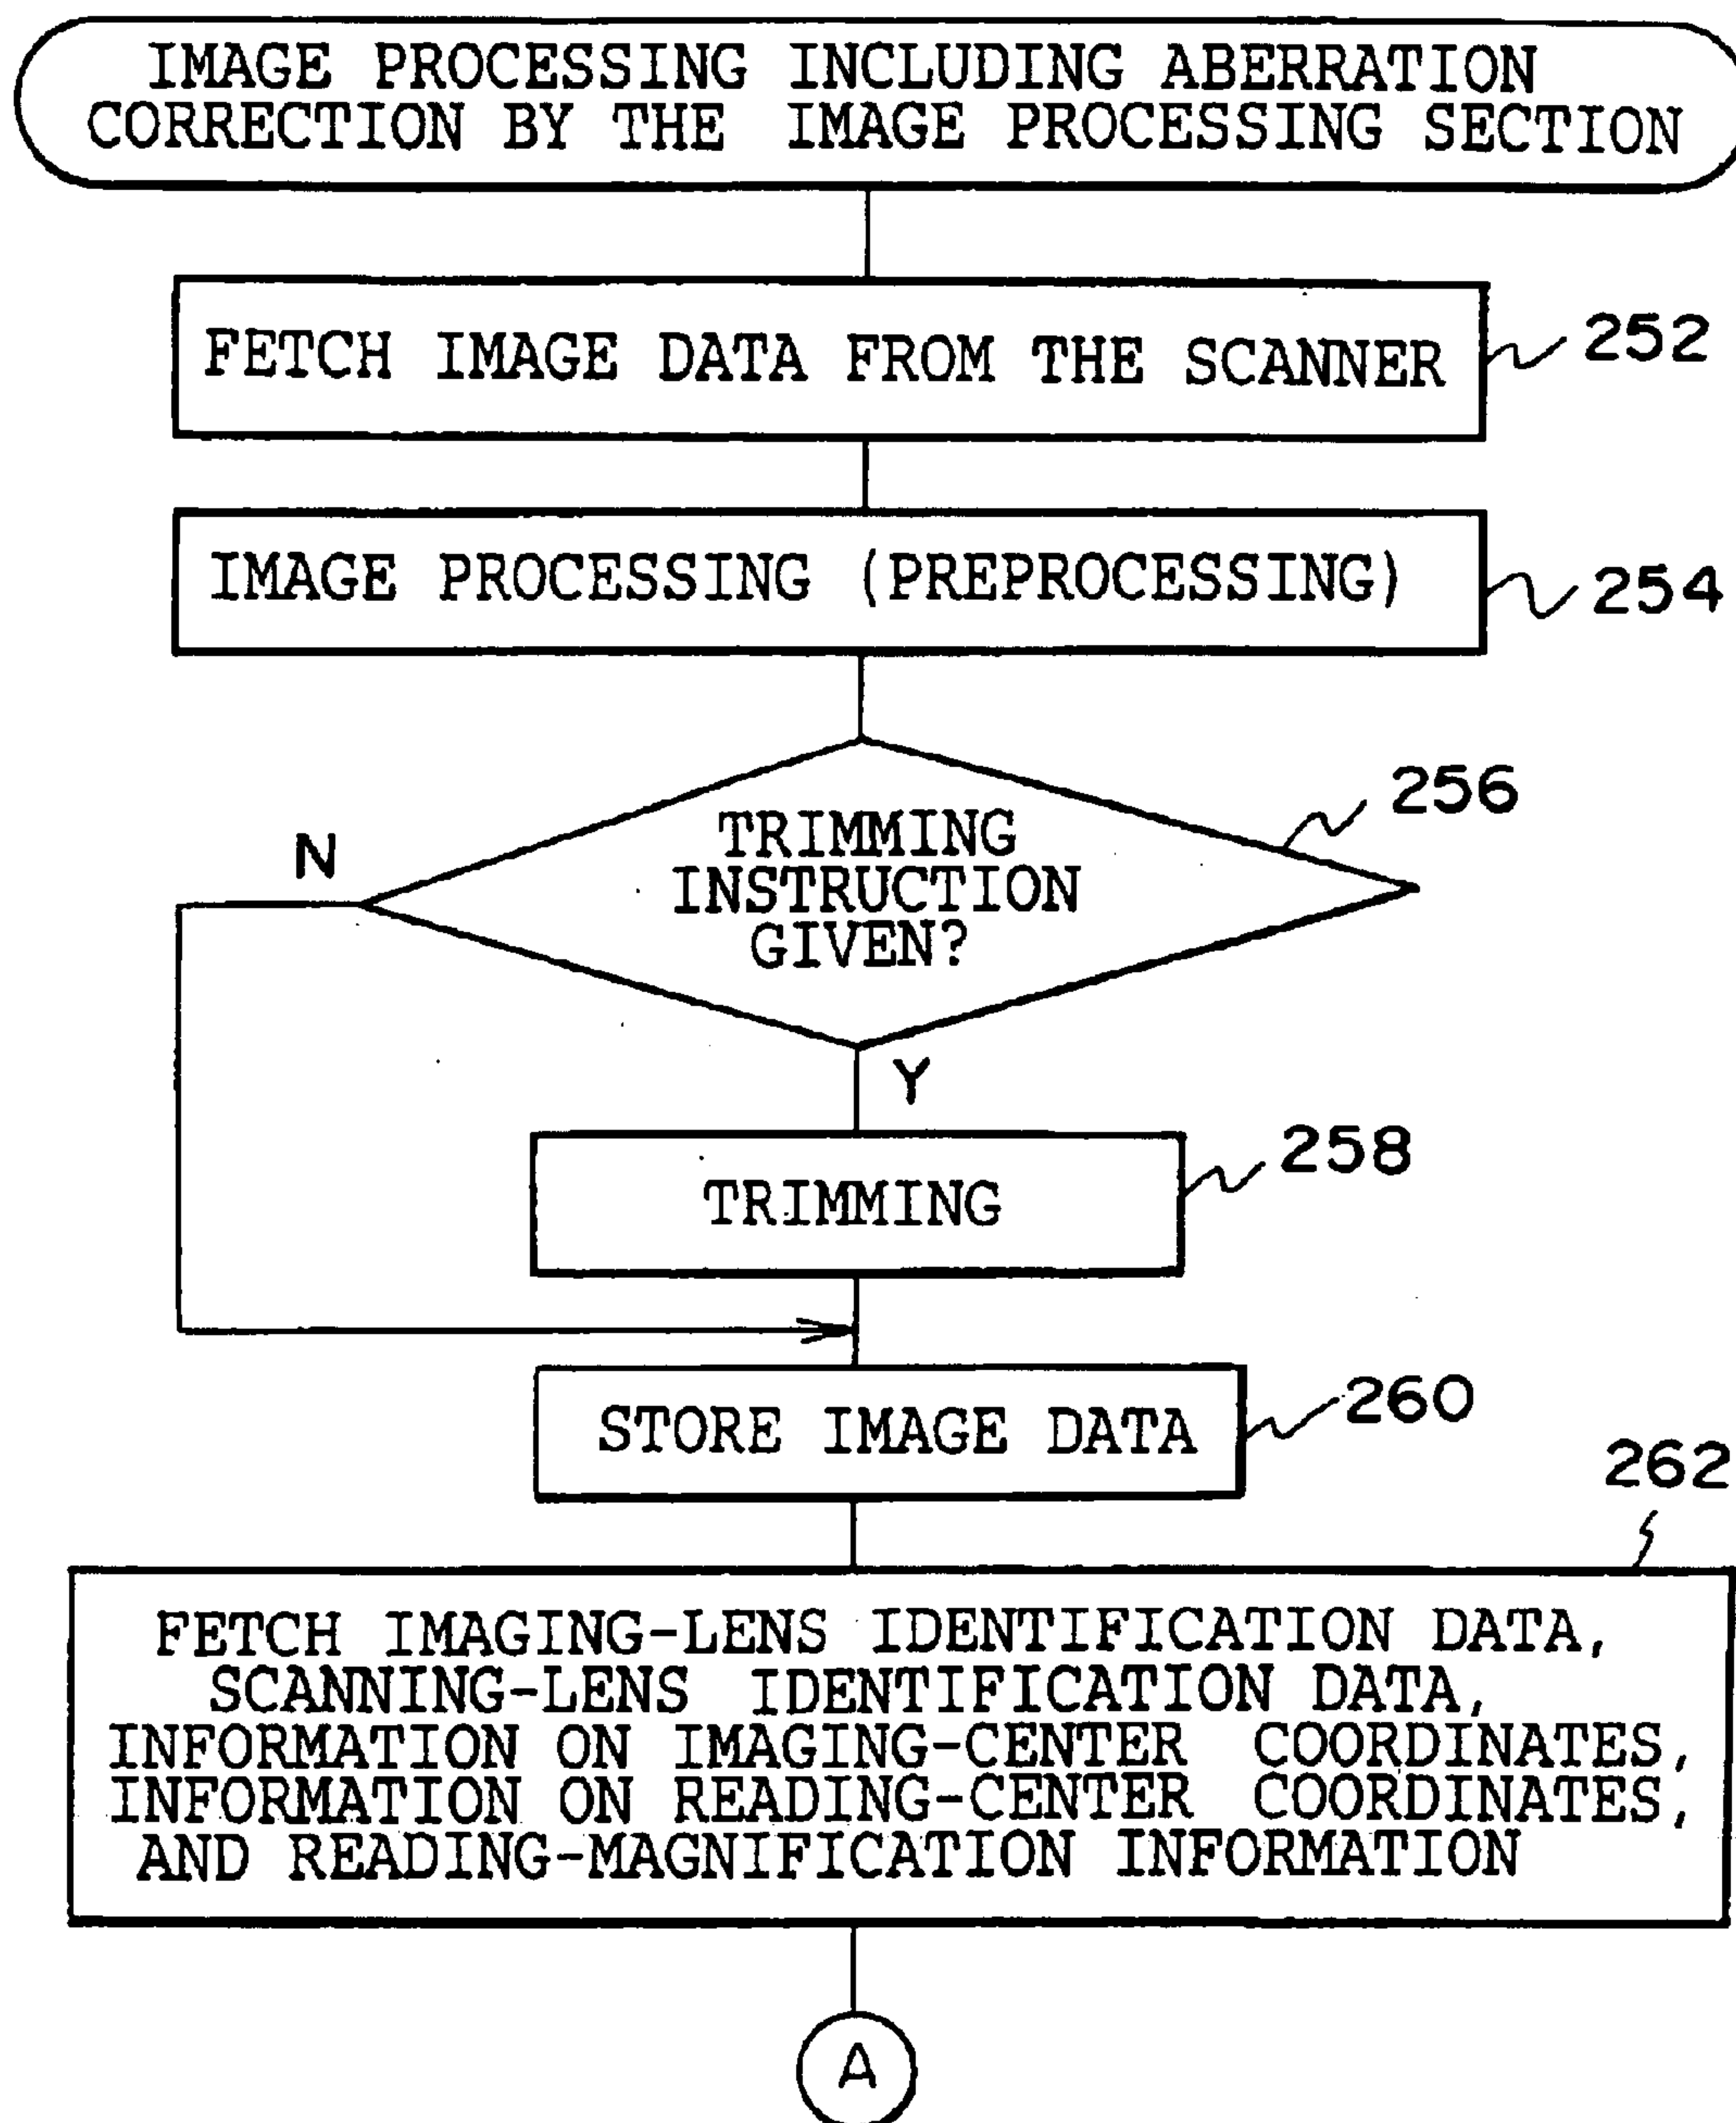 IMAGE PROCESSING INCLUDING ABERRATION
CORRECTION BY THE IMAGE PROCESSING SECTION
FETCH IMAGE DATA FROM THE SCANNER
252
IMAGE PROCESSING (PREPROCESSING)
254
256
N
TRIMMING
INSTRUCTION
GIVEN?
Y
258
TRIMMING
260
STORE IMAGE DATA
262
FETCH IMAGING-LENS IDENTIFICATION DATA,
SCANNING-LENS IDENTIFICATION DATA,
INFORMATION ON IMAGING-CENTER COORDINATES,
INFORMATION ON READING-CENTER COORDINATES,
AND READING-MAGNIFICATION INFORMATION
A